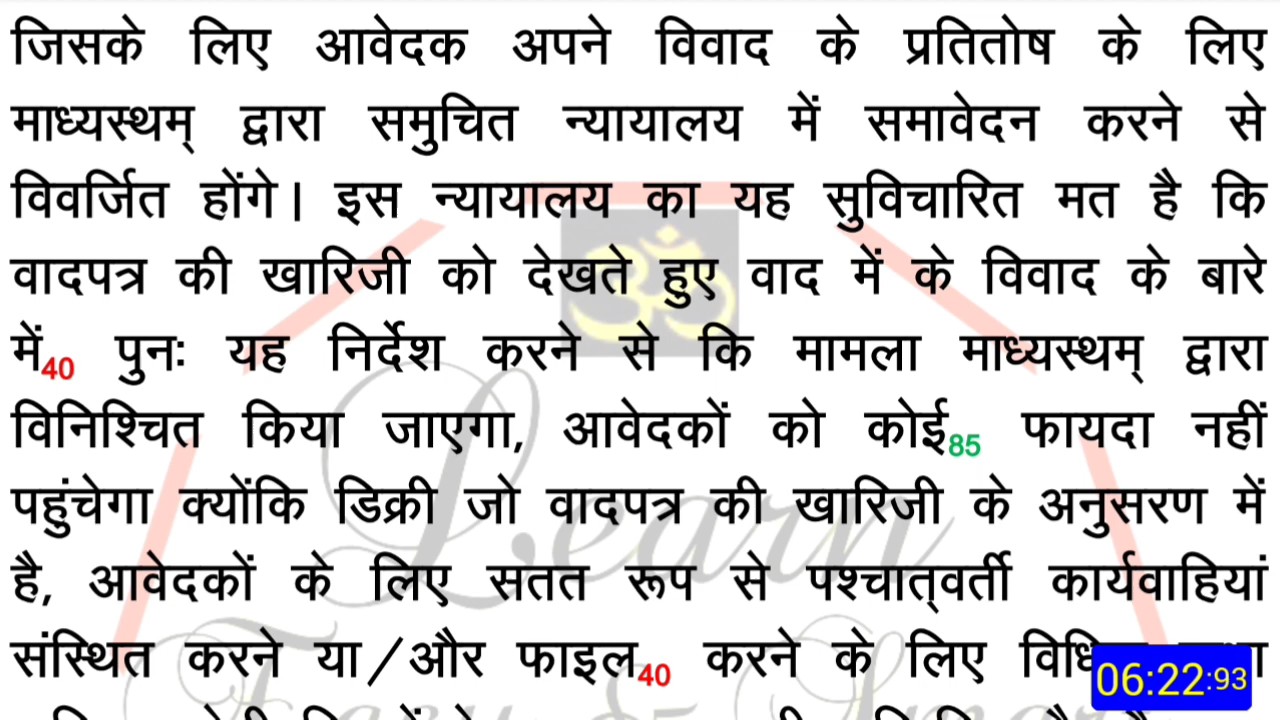 जिसके लिए आवेदक अपने विवाद के प्रतितोष के लिए
माध्यस्थम् द्वारा समुचित न्यायालय में समावेदन करने से
विवर्जित होंगे। इस न्यायालय का यह सुविचारित मत है कि
वादपत्र की खारिजी को देखते हुए वाद में के विवाद के बारे
में40 पुनः यह निर्देश करने से कि मामला माध्यस्थम् द्वारा
विनिश्चित किया जाएगा, आवेदकों को कोई85 फायदा नहीं
पहुंचेगा क्योंकि डिक्री जो वादपत्र की खारिजी के अनुसरण में
है, आवेदकों के लिए सतत रूप से पश्चात्‌वर्ती कार्यवाहियां
संस्थित करने या/और फाइल40 करने के लिए
06:22:93
ॐ
Learn